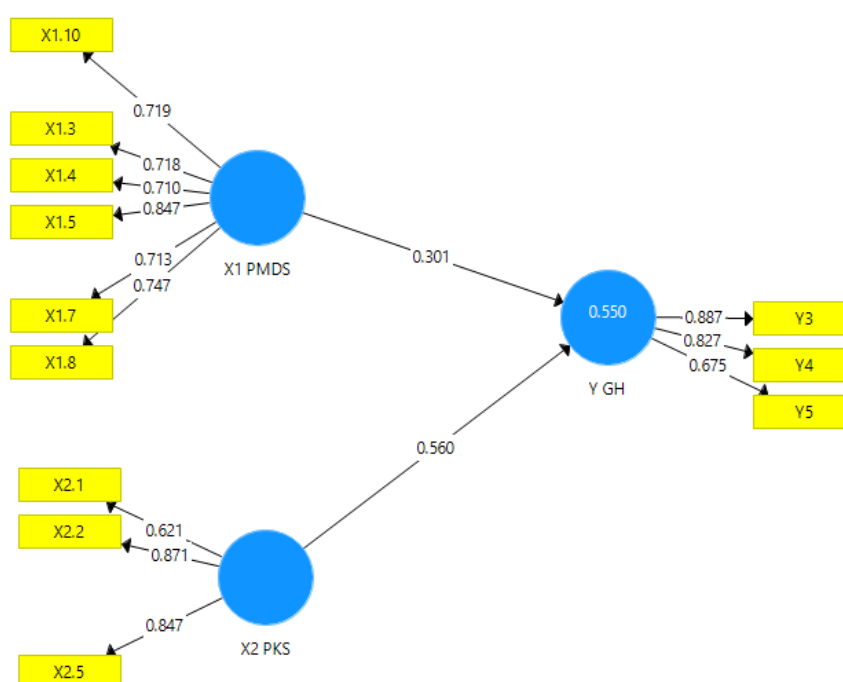 X1.10
0.719
X1.3
0.718
X1.4
0.710
X1.5
0.847
0.713
X1 PMDS
0.747
X1.7
X1.8
0.301
0.550
Y GH
0.887
Y3
0.827
Y4
0.675
Y5
0.560
X2.1
0.621
X2.2
0.871
0.847
X2 PKS
X2.5